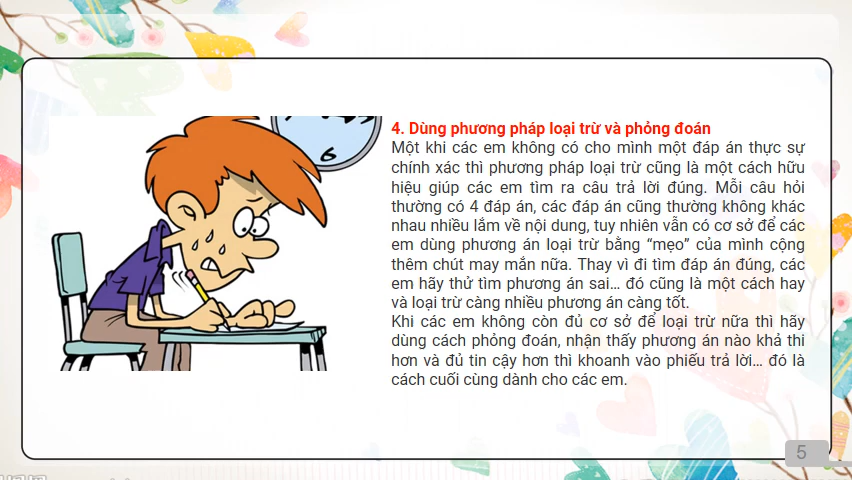 4. Dùng phương pháp loại trừ và phỏng đoán
Một khi các em không có cho mình một đáp án thực sự
chính xác thì phương pháp loại trừ cũng là một cách hữu
hiệu giúp các em tìm ra câu trả lời đúng. Mỗi câu hỏi
thường có 4 đáp án, các đáp án cũng thường không khác
nhau nhiều lắm về nội dung, tuy nhiên vẫn có cơ sở để các
em dùng phương án loại trừ bằng “mẹo” của mình cộng
thêm chút may mắn nữa. Thay vì đi tìm đáp án đúng, các
em hãy thử tìm phương án sai… đó cũng là một cách hay
và loại trừ càng nhiều phương án càng tốt.
Khi các em không còn đủ cơ sở để loại trừ nữa thì hãy
dùng cách phỏng đoán, nhận thấy phương án nào khả thi
hơn và đủ tin cậy hơn thì khoanh vào phiếu trả lời… đó là
cách cuối cùng dành cho các em.
6
5